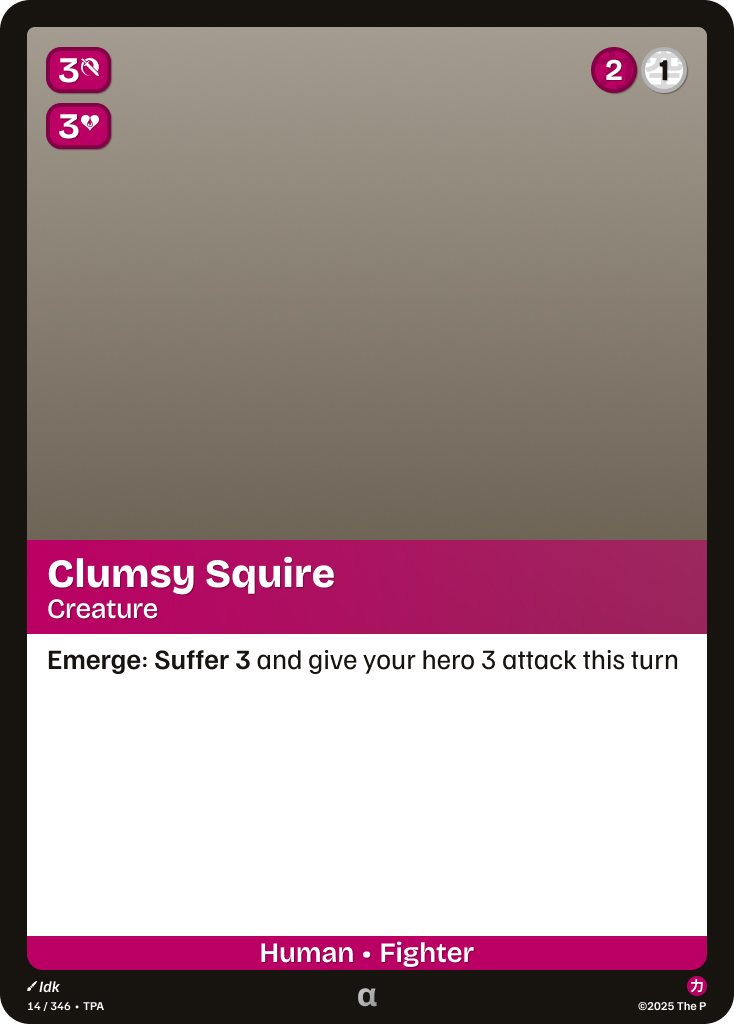 3
2 1
3
Clumsy Squire
Creature
Emerge: Suffer 3 and give your hero 3 attack this turn
Human • Fighter
Idk
α
力
14 / 346 • TPA
©2025 The P